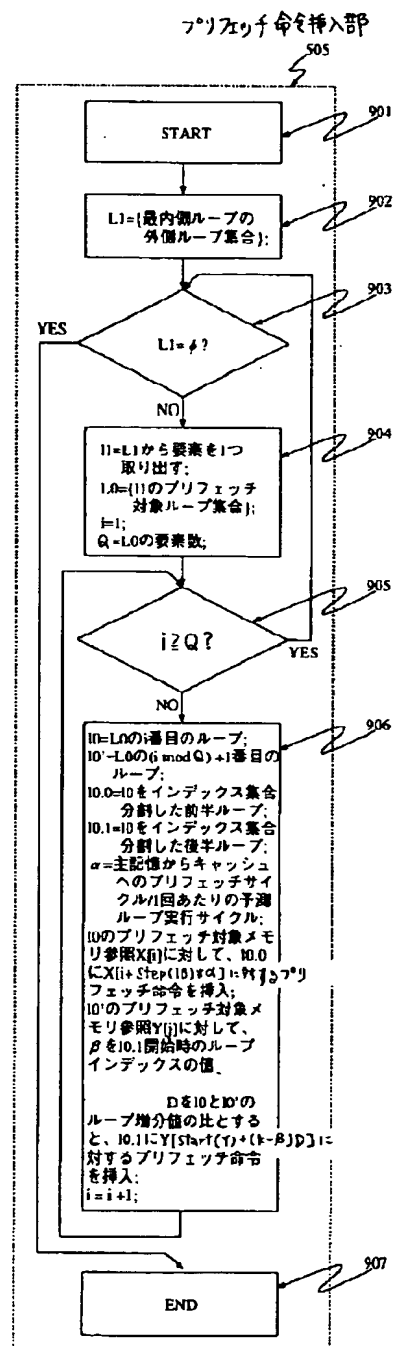 プリフェッチ命令挿入部
505
START
901
L1={最内側ループの
外側ループ集合};
902
L1=φ?
903
YES
NO
l1=L1から要素を1つ
取り出す;
L0={l1のプリフェッチ
対象ループ集合};
i=1;
Q=L0の要素数;
904
i≧Q?
905
YES
NO
l0=L0のi番目のループ;
l0'=L0の(i mod Q)+1番目の
ループ;
l0.0=l0をインデックス集合
分割した前半ループ;
l0.1=l0をインデックス集合
分割した後半ループ;
α=主記憶からキャッシュ
へのプリフェッチサイ
クル/1回あたりの予測
ループ実行サイクル;
l0のプリフェッチ対象メモ
リ参照X[i]に対して、l0.0
にX[i+Step(l0)*α]に対するプリ
フェッチ命令を挿入;
l0'のプリフェッチ対象メ
モリ参照Y[j]に対して、
βをl0.1開始時のループ
インデックスの値、
Dをl0とl0'の
ループ増分値の比とする
と、l0.1にY[Start(Y)+(k-β)D]に
対するプリフェッチ命令
を挿入;
i=i+1;
906
END
907